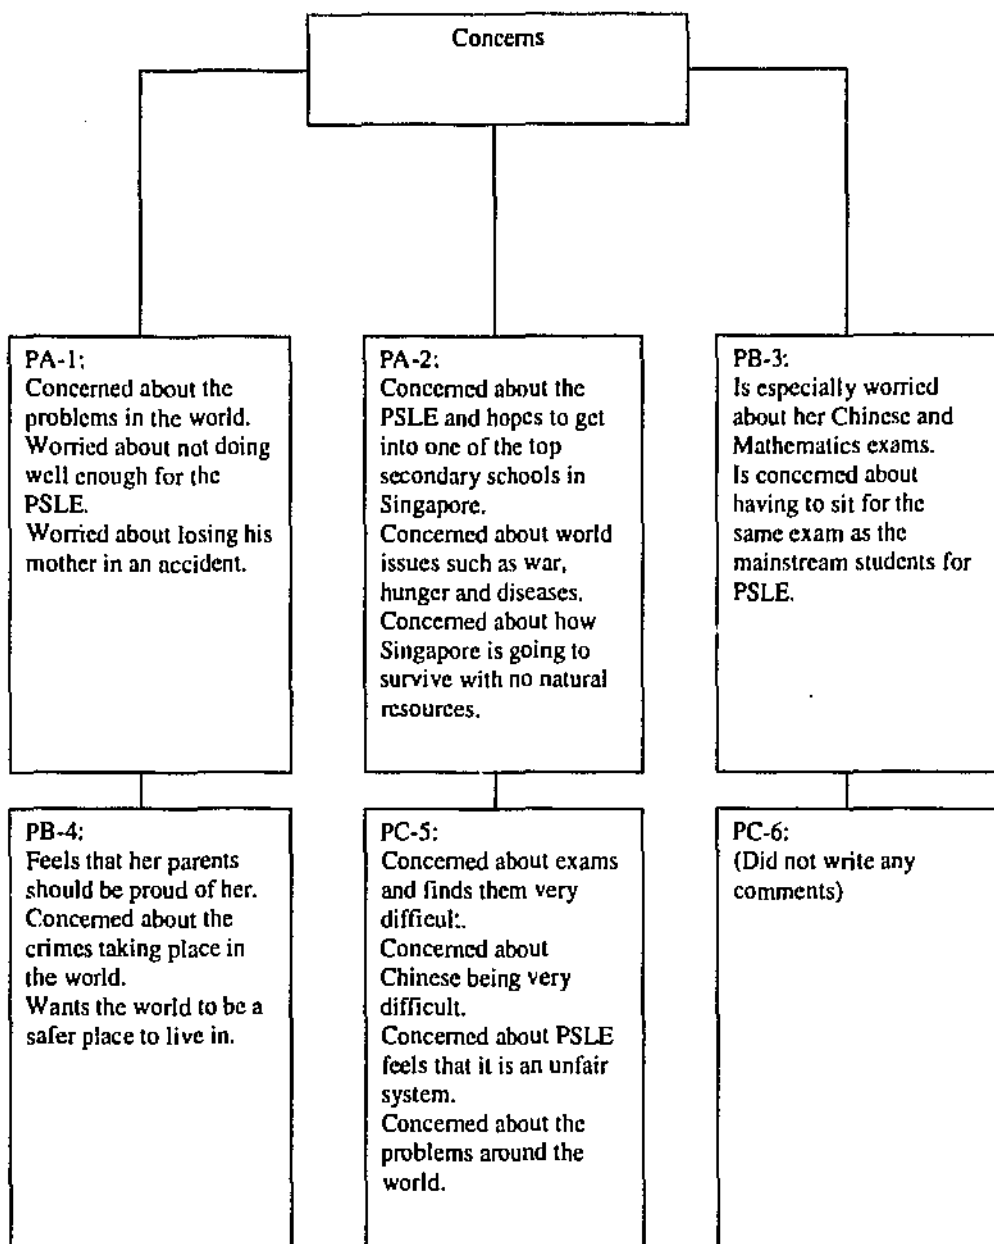 Concerns
PA-1:
Concerned about the
problems in the world.
Worried about not doing
well enough for the
PSLE.
Worried about losing his
mother in an accident.
PA-2:
Concerned about the
PSLE and hopes to get
into one of the top
secondary schools in
Singapore.
Concerned about world
issues such as war,
hunger and diseases.
Concerned about how
Singapore is going to
survive with no natural
resources.
PB-3:
Is especially worried
about her Chinese and
Mathematics exams.
Is concerned about
having to sit for the
same exam as the
mainstream students for
PSLE.
PB-4:
Feels that her parents
should be proud of her.
Concerned about the
crimes taking place in
the world.
Wants the world to be a
safer place to live in.
PC-5:
Concerned about exams
and finds them very
difficult.
Concerned about
Chinese being very
difficult.
Concerned about PSLE
feels that it is an unfair
system.
Concerned about the
problems around the
world.
PC-6:
(Did not write any
comments)